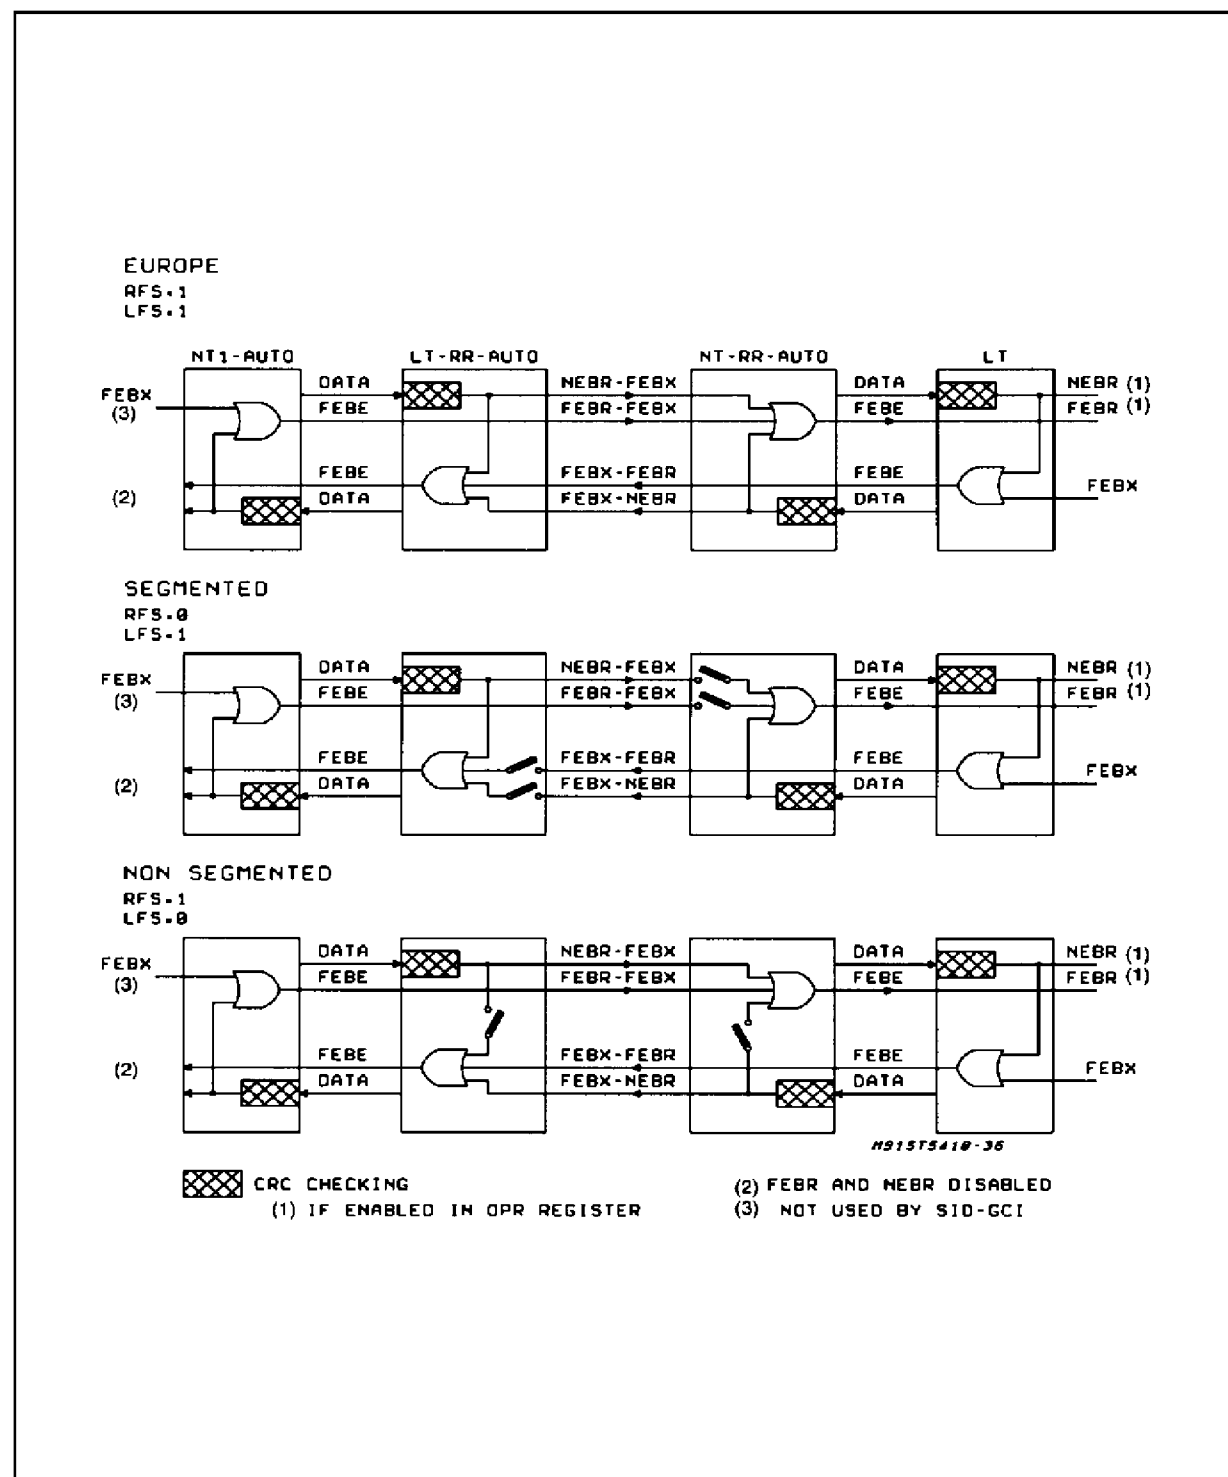 EUROPE
RFS.1
LFS.1
NT1-AUTO LT-RR-AUTO NT-RR-AUTO LT
FEBX DATA NEBR-FEBX DATA NEBR (1)
(3) FEBE FEBR-FEBX FEBE FEBR (1)
FEBE FEBX-FEBR FEBE FEBX
(2) DATA FEBX-NEBR DATA
SEGMENTED
RFS.0
LFS.1
FEBX DATA NEBR-FEBX DATA NEBR (1)
(3) FEBE FEBR-FEBX FEBE FEBR (1)
FEBE FEBX-FEBR FEBE FEBX
(2) DATA FEBX-NEBR DATA
NON SEGMENTED
RFS.1
LFS.0
FEBX DATA NEBR-FEBX DATA NEBR (1)
(3) FEBE FEBR-FEBX FEBE FEBR (1)
FEBE FEBX-FEBR FEBE FEBX
(2) DATA FEBX-NEBR DATA
M91ST5410-36
CRC CHECKING (2) FEBR AND NEBR DISABLED
(1) IF ENABLED IN OPR REGISTER (3) NOT USED BY SID-GCI